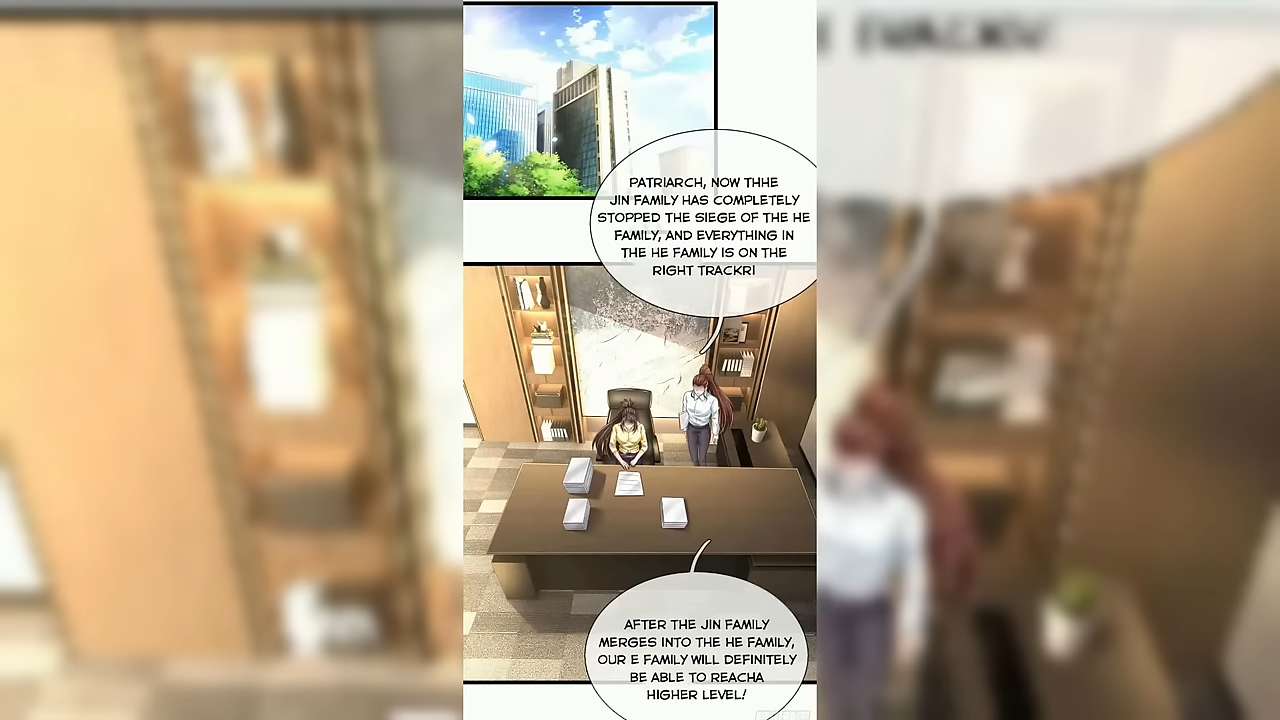 PATRIARCH, NOW THHE
JIN FAMILY HAS COMPLETELY
STOPPED THE SIEGE OF THE HE
FAMILY, AND EVERYTHING IN
THE HE FAMILY IS ON THE
RIGHT TRACKRI
AFTER THE JIN FAMILY
MERGES INTO THE HE FAMILY,
OUR E FAMILY WILL DEFINITELY
BE ABLE TO REACHA
HIGHER LEVEL!